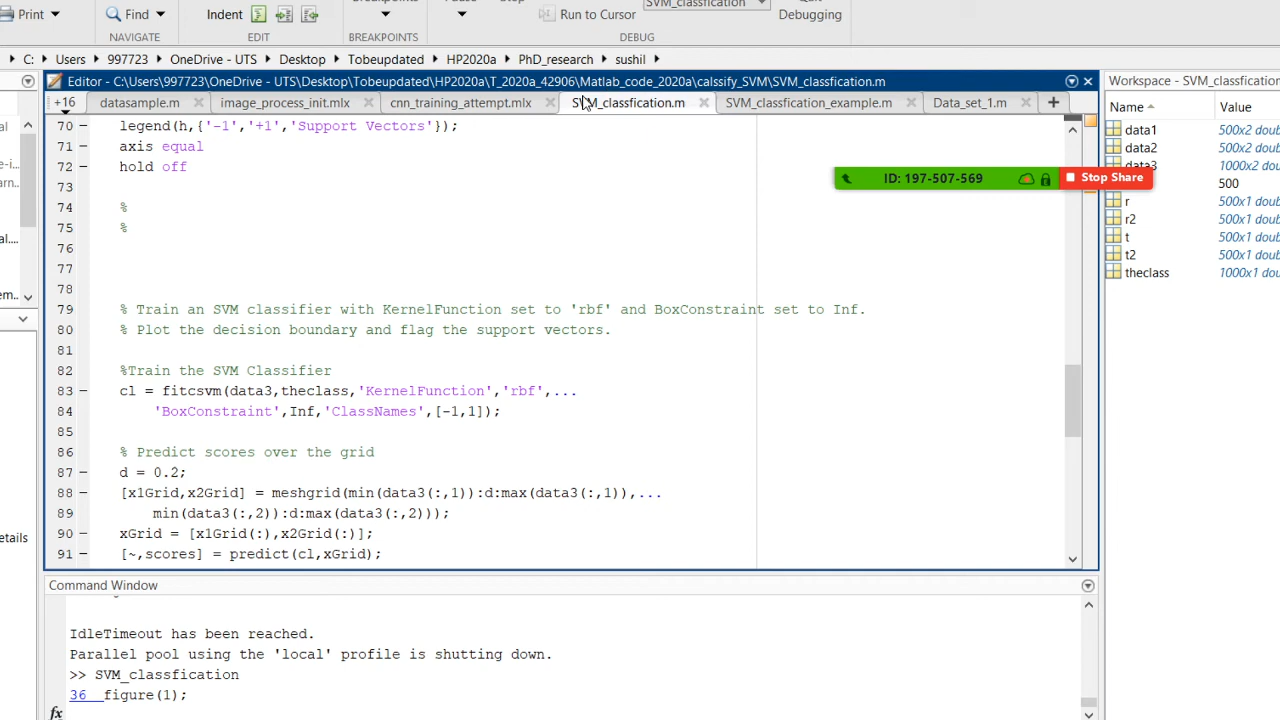 Print
Find
Indent
Run to Cursor
SVM_classfication
Debugging
NAVIGATE
EDIT
BREAKPOINTS
DEBUG
C: Users 997723 OneDrive - UTS Desktop Tobeupdated HP2020a PhD_research sushil
Editor - C:\Users\997723\OneDrive - UTS\Desktop\Tobeupdated\HP2020a\T_2020a_42906\Matlab_code_2020a\calssify_SVM\SVM_classfication.m
+16 datasample.m image_process_init.mlx cnn_training_attempt.mlx SVM_classfication.m SVM_classfication_example.m Data_set_1.m
70 – legend(h,{'-1','+1','Support Vectors'});
71 – axis equal
72 – hold off
73
74 %
75 %
76
77
78
79 % Train an SVM classifier with KernelFunction set to 'rbf' and BoxConstraint set to Inf.
80 % Plot the decision boundary and flag the support vectors.
81
82 %Train the SVM Classifier
83 – cl = fitcsvm(data3,theclass,'KernelFunction','rbf',...
84 'BoxConstraint',Inf,'ClassNames',[-1,1]);
85
86 % Predict scores over the grid
87 – d = 0.2;
88 – [x1Grid,x2Grid] = meshgrid(min(data3(:,1)):d:max(data3(:,1)),...
89 min(data3(:,2)):d:max(data3(:,2)));
90 – xGrid = [x1Grid(:),x2Grid(:)];
91 – [~,scores] = predict(cl,xGrid);
ID: 197-507-569 Stop Share
Workspace - SVM_classfication
Name Value
data1 500x2 doub
data2 500x2 doub
data3 1000x2 dou
500
r 500x1 doub
r2 500x1 doub
t 500x1 doub
t2 500x1 doub
theclass 1000x1 dou
Command Window
IdleTimeout has been reached.
Parallel pool using the 'local' profile is shutting down.
>> SVM_classfication
36 figure(1);
fx